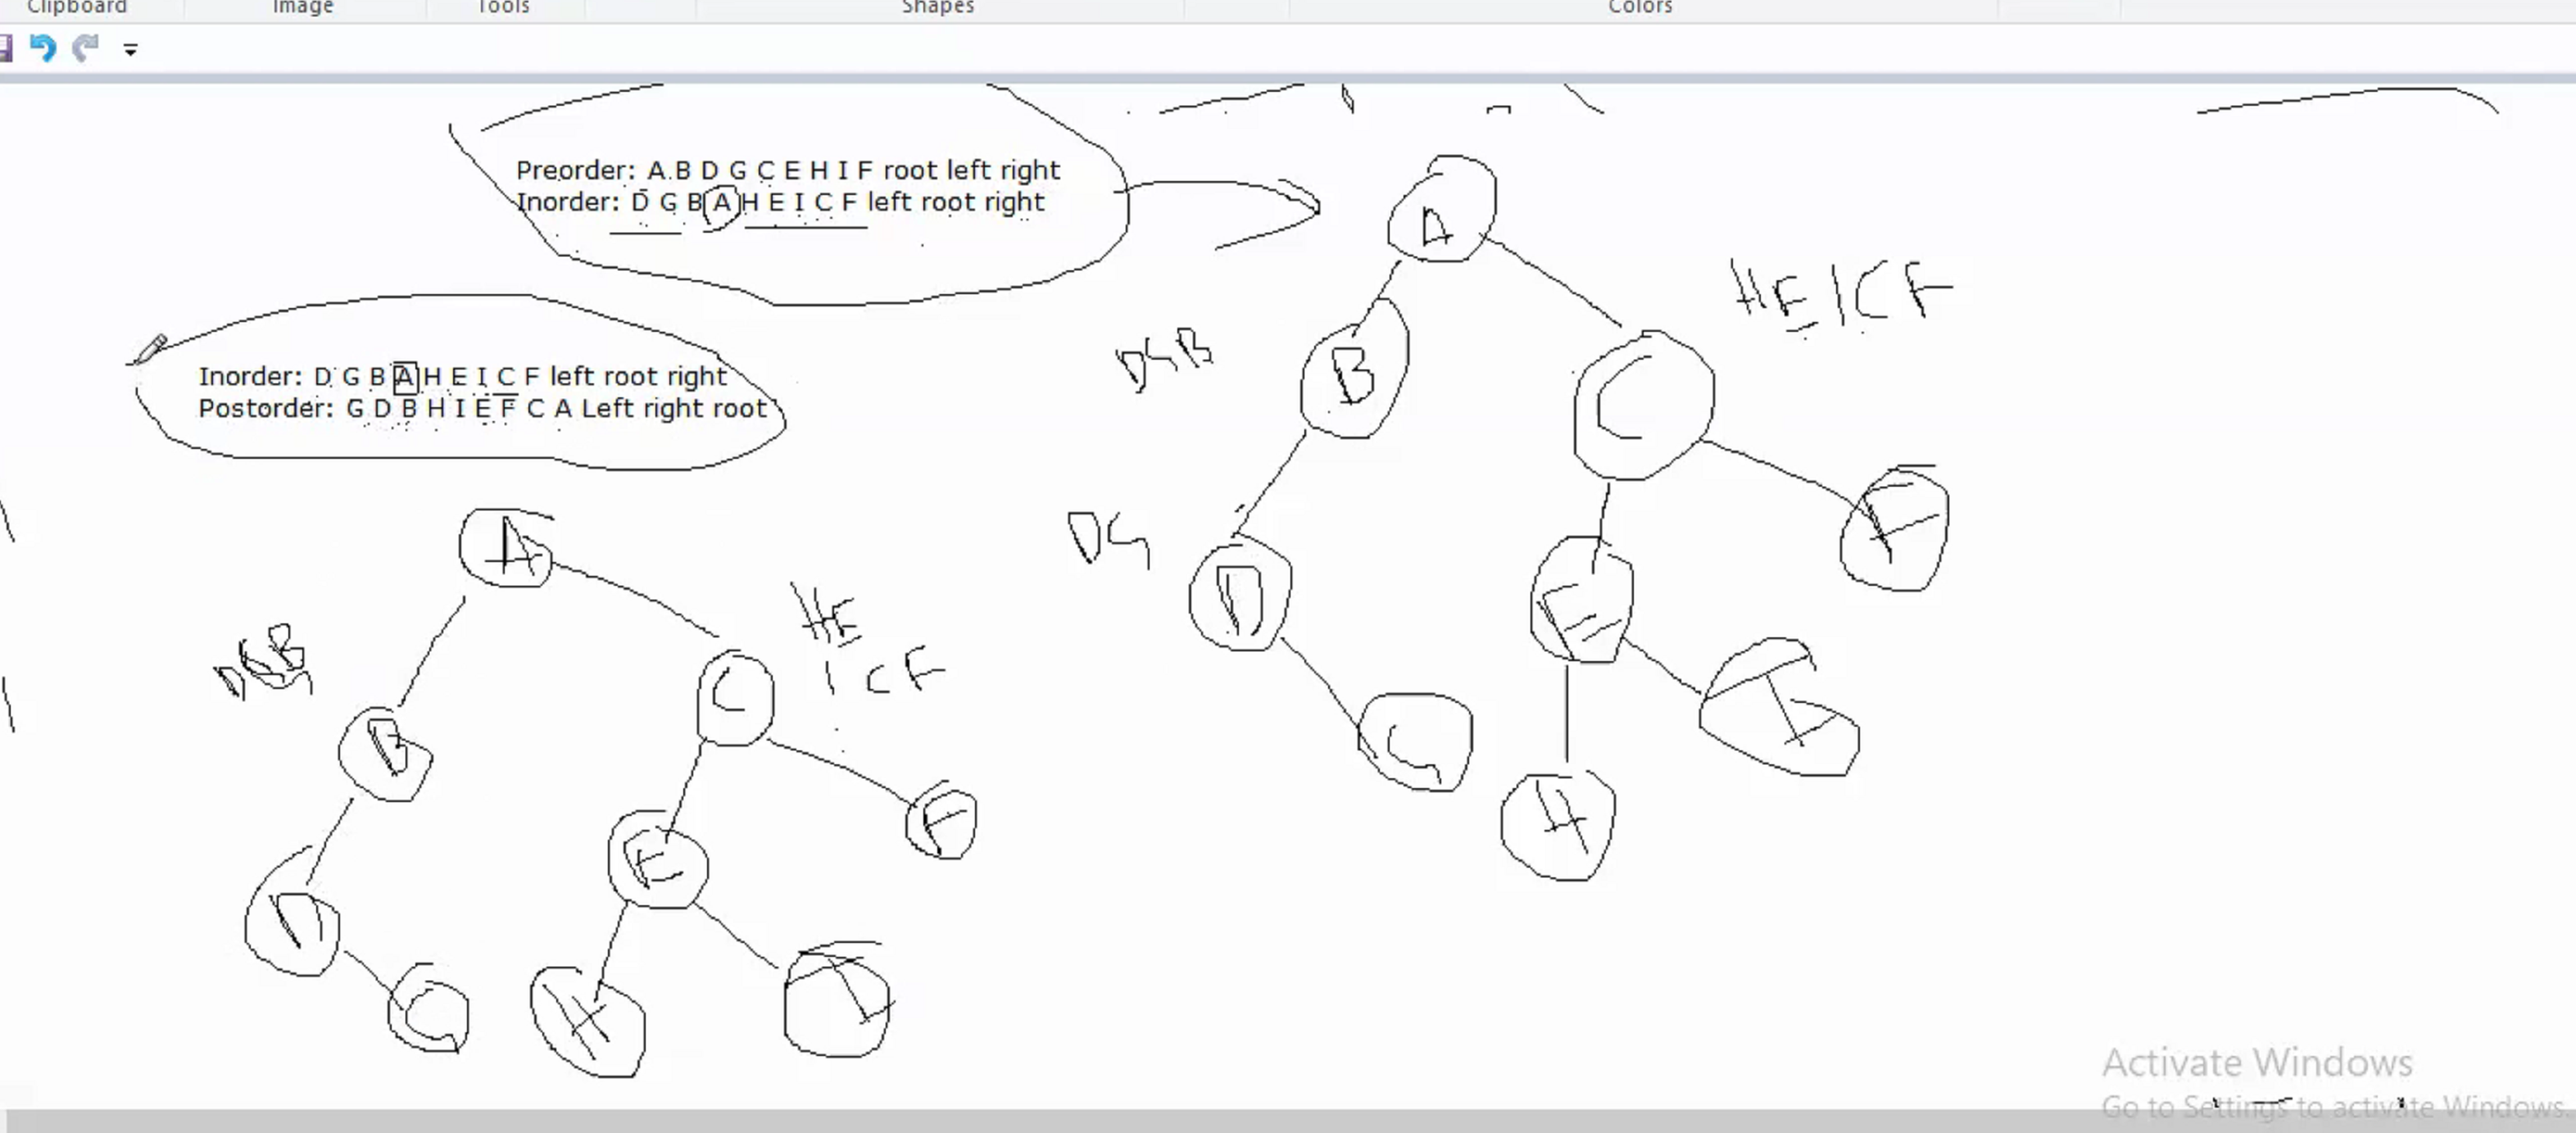 Clipboard
Image
Tools
Shapes
Colors
Preorder: A B D G C E H I F root left right
Inorder: D G B A H E I C F left root right
Inorder: D G B A H E I C F left root right
Postorder: G D B H I E F C A Left right root
A
HEICF
DGB
B
C
F
DG
D
E
I
G
H
A
HE
ICF
DGB
C
B
F
E
D
G
H
I
Activate Windows
Go to Settings to activate Windows.